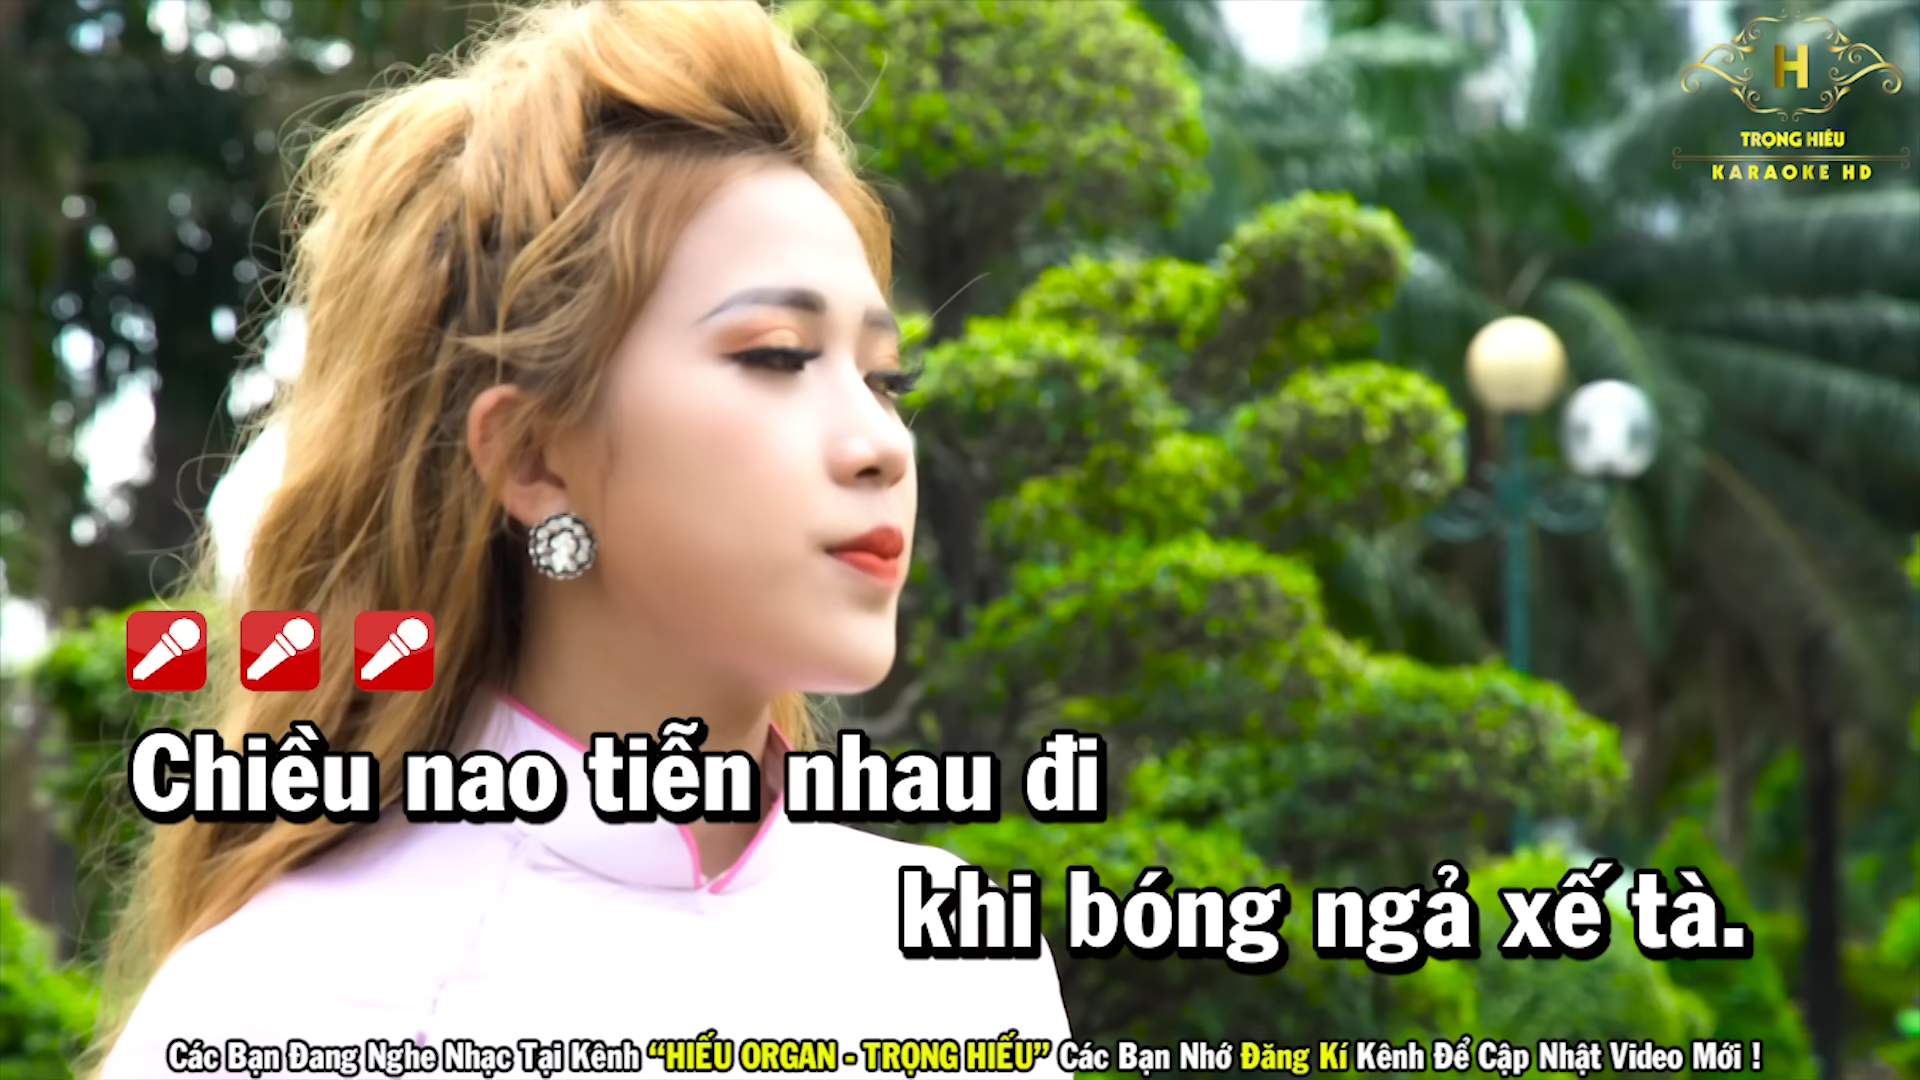 H
TRỌNG HIẾU
KARAOKE HD
Chiều nao tiễn nhau đi
khi bóng ngả xế tà.
Các Bạn Đang Nghe Nhạc Tại Kênh “HIẾU ORGAN - TRỌNG HIẾU” Các Bạn Nhớ Đăng Kí Kênh Để Cập Nhật Video Mới !